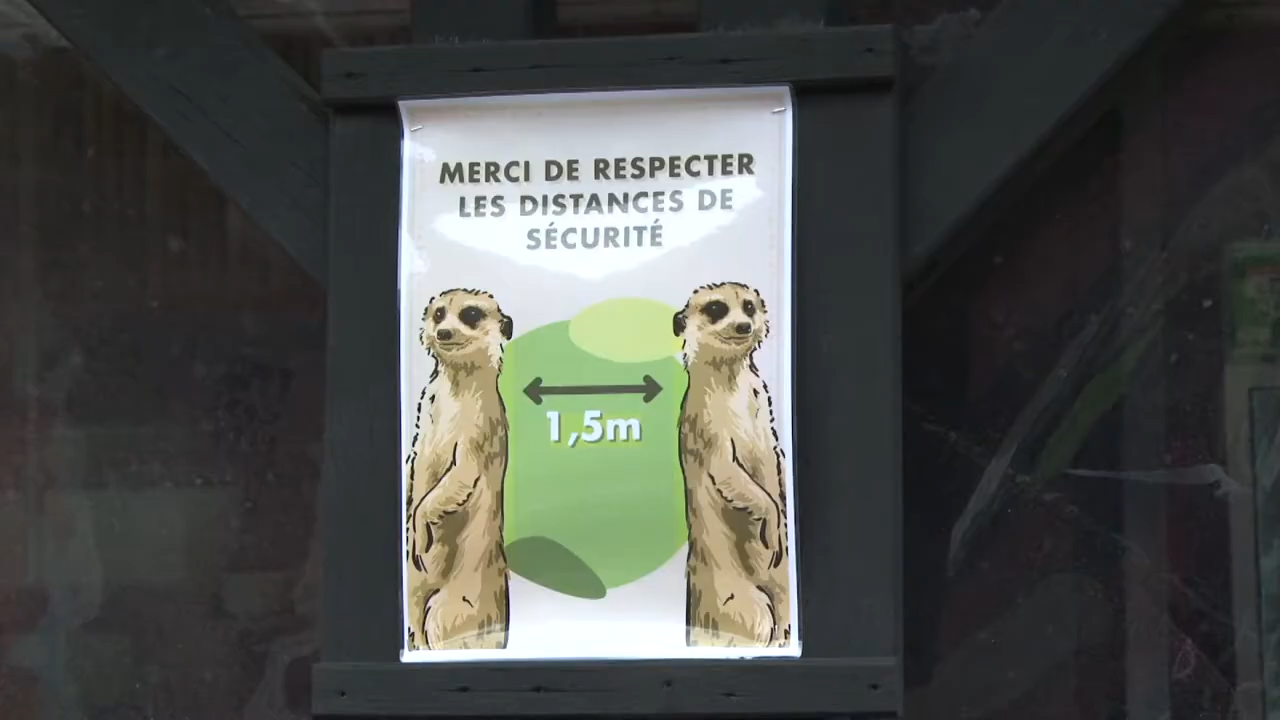 MERCI DE RESPECTER
LES DISTANCES DE
SÉCURITÉ
1,5m